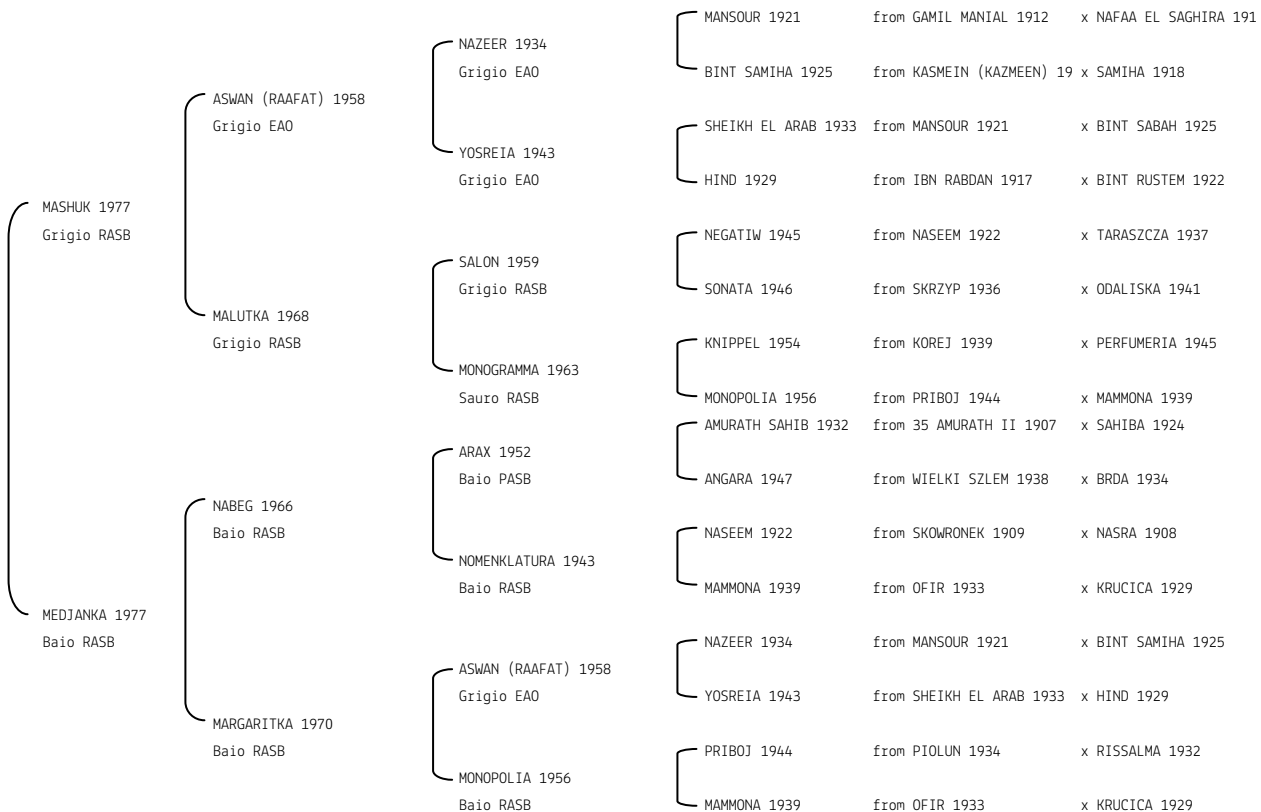 MANSOUR 1921 from GAMIL MANIAL 1912 x NAFAA EL SAGHIRA 191
NAZEER 1934
Grigio EAO
BINT SAMIHA 1925 from KASMEIN (KAZMEEN) 19 x SAMIHA 1918
ASWAN (RAAFAT) 1958
Grigio EAO
SHEIKH EL ARAB 1933 from MANSOUR 1921 x BINT SABAH 1925
YOSREIA 1943
Grigio EAO
HIND 1929 from IBN RABDAN 1917 x BINT RUSTEM 1922
MASHUK 1977
Grigio RASB
NEGATIW 1945 from NASEEM 1922 x TARASZCZA 1937
SALON 1959
Grigio RASB
SONATA 1946 from SKRZYP 1936 x ODALISKA 1941
MALUTKA 1968
Grigio RASB
KNIPPEL 1954 from KOREJ 1939 x PERFUMERIA 1945
MONOGRAMMA 1963
Sauro RASB
MONOPOLIA 1956 from PRIBOJ 1944 x MAMMONA 1939
AMURATH SAHIB 1932 from 35 AMURATH II 1907 x SAHIBA 1924
ARAX 1952
Baio PASB
ANGARA 1947 from WIELKI SZLEM 1938 x BRDA 1934
NABEG 1966
Baio RASB
NASEEM 1922 from SKOWRONEK 1909 x NASRA 1908
NOMENKLATURA 1943
Baio RASB
MAMMONA 1939 from OFIR 1933 x KRUCICA 1929
MEDJANKA 1977
Baio RASB
NAZEER 1934 from MANSOUR 1921 x BINT SAMIHA 1925
ASWAN (RAAFAT) 1958
Grigio EAO
YOSREIA 1943 from SHEIKH EL ARAB 1933 x HIND 1929
MARGARITKA 1970
Baio RASB
PRIBOJ 1944 from PIOLUN 1934 x RISSALMA 1932
MONOPOLIA 1956
Baio RASB
MAMMONA 1939 from OFIR 1933 x KRUCICA 1929